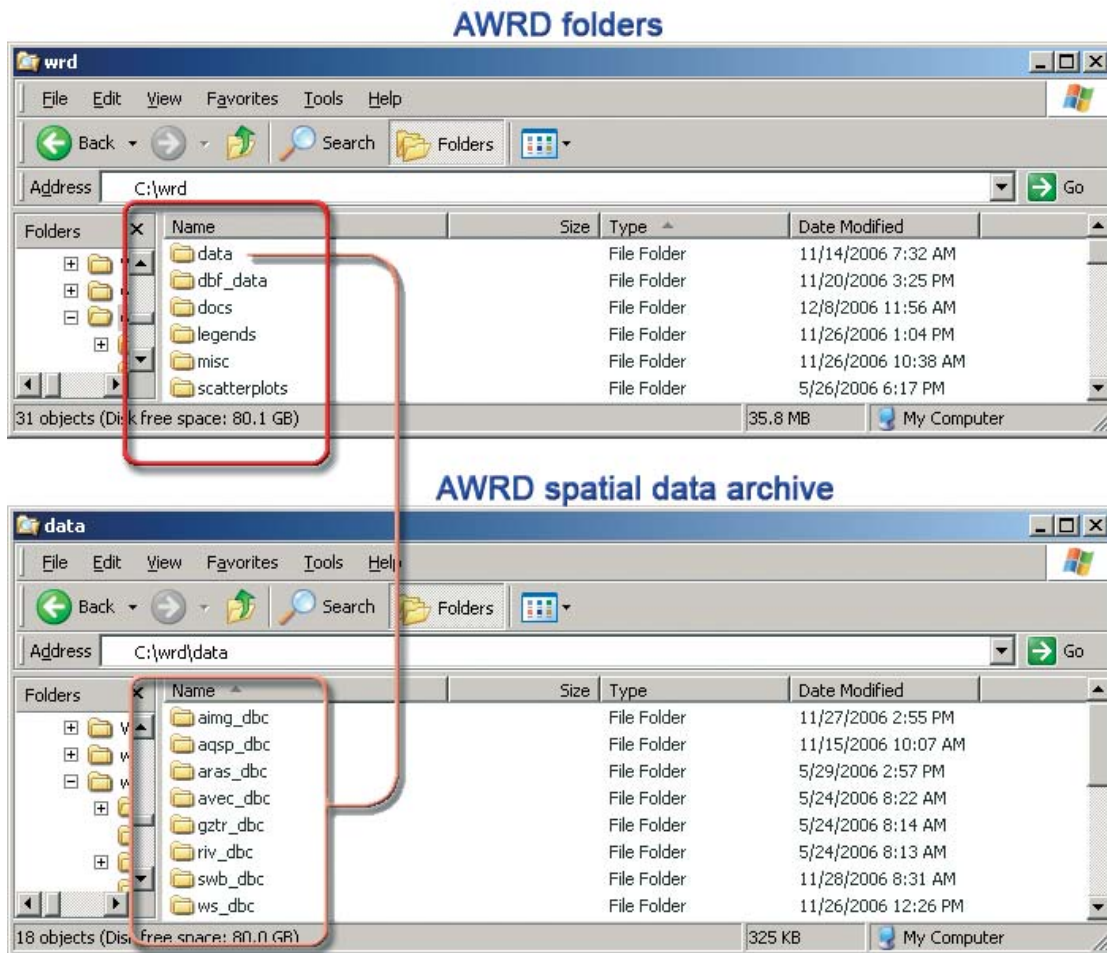 AWRD folders
wrd
File Edit View Favorites Tools Help
Back Search Folders
Address C:\wrd Go
Folders Name Size Type Date Modified
data File Folder 11/14/2006 7:32 AM
dbf_data File Folder 11/20/2006 3:25 PM
docs File Folder 12/8/2006 11:56 AM
legends File Folder 11/26/2006 1:04 PM
misc File Folder 11/26/2006 10:38 AM
scatterplots File Folder 5/26/2006 6:17 PM
31 objects (Disk free space: 80.1 GB) 35.8 MB My Computer
AWRD spatial data archive
data
File Edit View Favorites Tools Help
Back Search Folders
Address C:\wrd\data Go
Folders Name Size Type Date Modified
aimg_dbc File Folder 11/27/2006 2:55 PM
aqsp_dbc File Folder 11/15/2006 10:07 AM
aras_dbc File Folder 5/29/2006 2:57 PM
avec_dbc File Folder 5/24/2006 8:22 AM
gztr_dbc File Folder 5/24/2006 8:14 AM
riv_dbc File Folder 5/24/2006 8:13 AM
swb_dbc File Folder 11/28/2006 8:31 AM
ws_dbc File Folder 11/26/2006 12:26 PM
18 objects (Disk free space: 80.0 GB) 325 KB My Computer